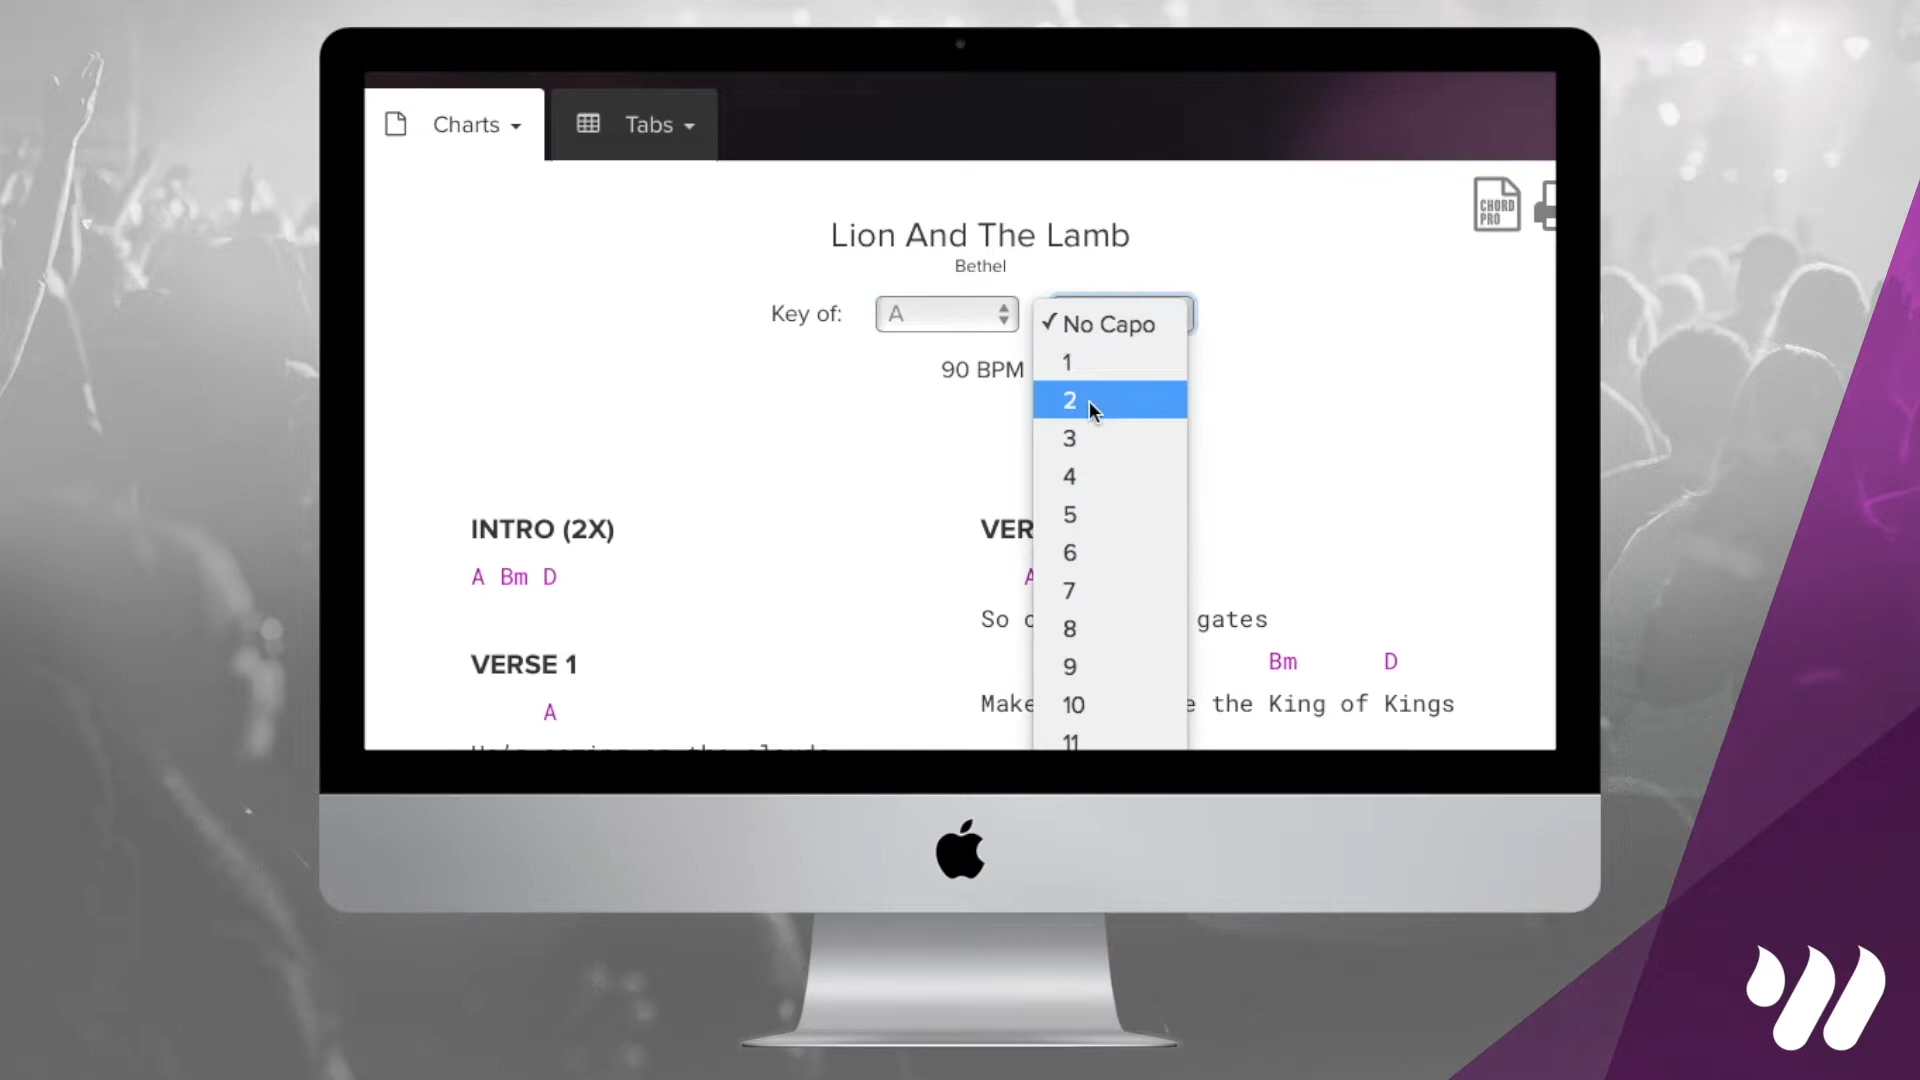 Charts
Tabs
CHORD
PRO
Lion And The Lamb
Bethel
Key of:
A
✓ No Capo
90 BPM
1
2
3
4
5
6
7
8
9
10
11
INTRO (2X)
A Bm D
VERSE 1
A
VER
A
So gates
Bm D
Make the King of Kings